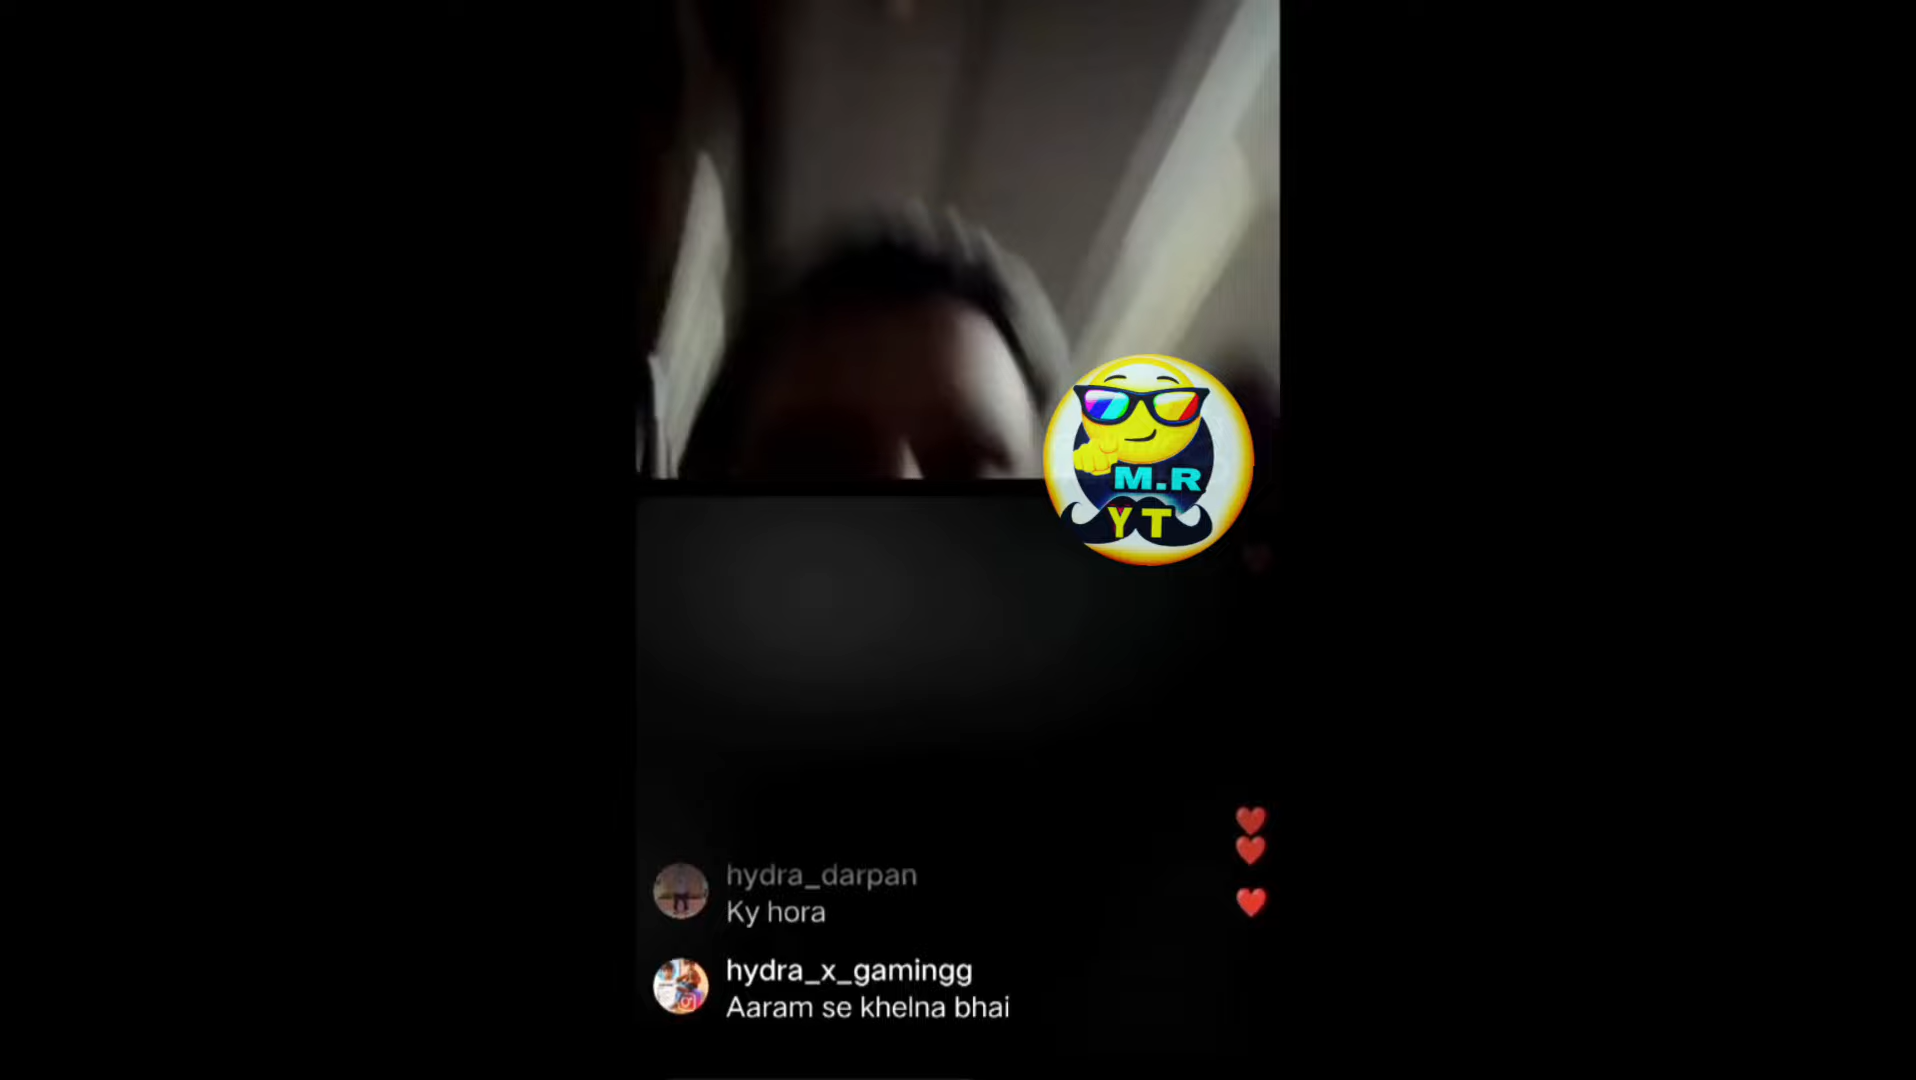 M.R
YT
hydra_darpan
Ky hora
hydra_x_gamingg
Aaram se khelna bhai